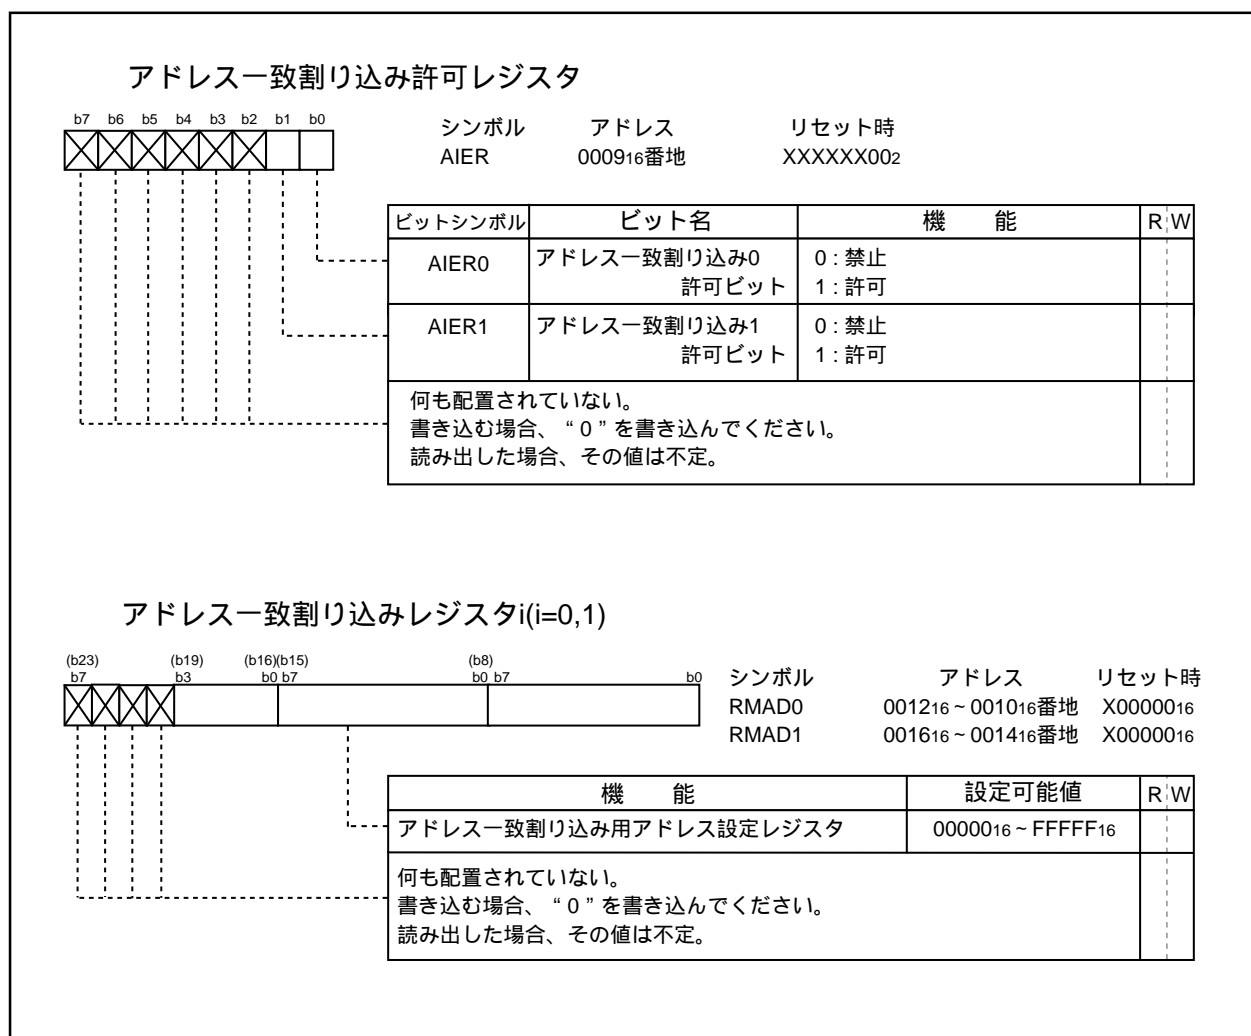 アドレス一致割り込み許可レジスタ
b7 b6 b5 b4 b3 b2 b1 b0
シンボル アドレス リセット時
AIER 000916番地 XXXXXX002
ビットシンボル ビット名 機 能 R W
AIER0 アドレス一致割り込み0 0 : 禁止
許可ビット 1 : 許可
AIER1 アドレス一致割り込み1 0 : 禁止
許可ビット 1 : 許可
何も配置されていない。
書き込む場合、“ 0 ” を書き込んでください。
読み出した場合、その値は不定。
アドレス一致割り込みレジスタi(i=0,1)
(b23) (b19) (b16)(b15) (b8)
b7 b3 b0 b7 b0 b7 b0
シンボル アドレス リセット時
RMAD0 001216 ~ 001016番地 X0000016
RMAD1 001616 ~ 001416番地 X0000016
機 能 設定可能値 R W
アドレス一致割り込み用アドレス設定レジスタ 0000016 ~ FFFFF16
何も配置されていない。
書き込む場合、“ 0 ” を書き込んでください。
読み出した場合、その値は不定。